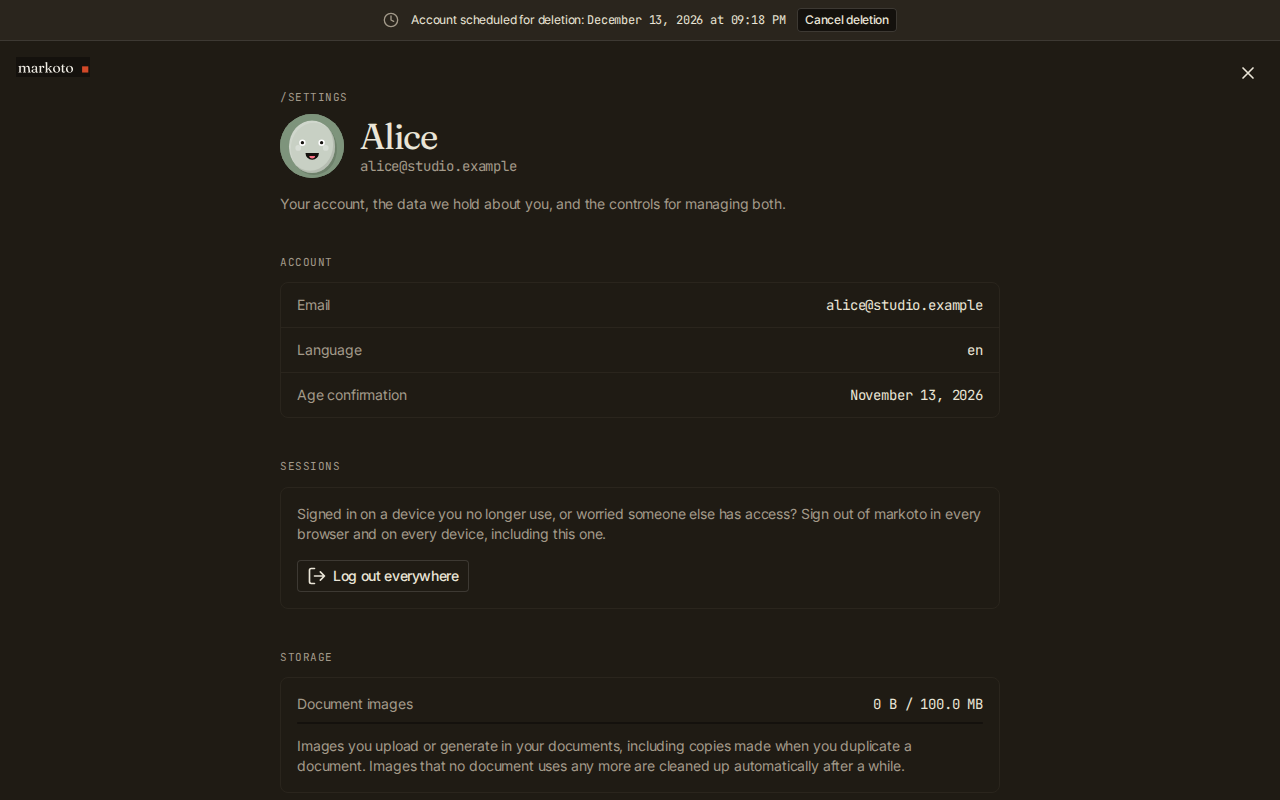 Account scheduled for deletion: December 13, 2026 at 09:18 PM
Cancel deletion
markoto
/SETTINGS
Alice
alice@studio.example
Your account, the data we hold about you, and the controls for managing both.
ACCOUNT
Email
alice@studio.example
Language
en
Age confirmation
November 13, 2026
SESSIONS
Signed in on a device you no longer use, or worried someone else has access? Sign out of markoto in every
browser and on every device, including this one.
Log out everywhere
STORAGE
Document images
0 B / 100.0 MB
Images you upload or generate in your documents, including copies made when you duplicate a
document. Images that no document uses any more are cleaned up automatically after a while.